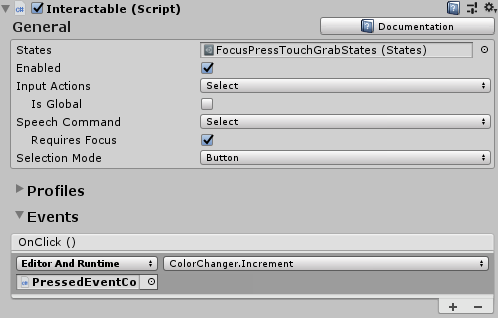 Interactable (Script)
General
Documentation
States FocusPressTouchGrabStates (States)
Enabled
Input Actions Select
Is Global
Speech Command Select
Requires Focus
Selection Mode Button
Profiles
Events
OnClick ()
Editor And Runtime ColorChanger.Increment
PressedEventCo